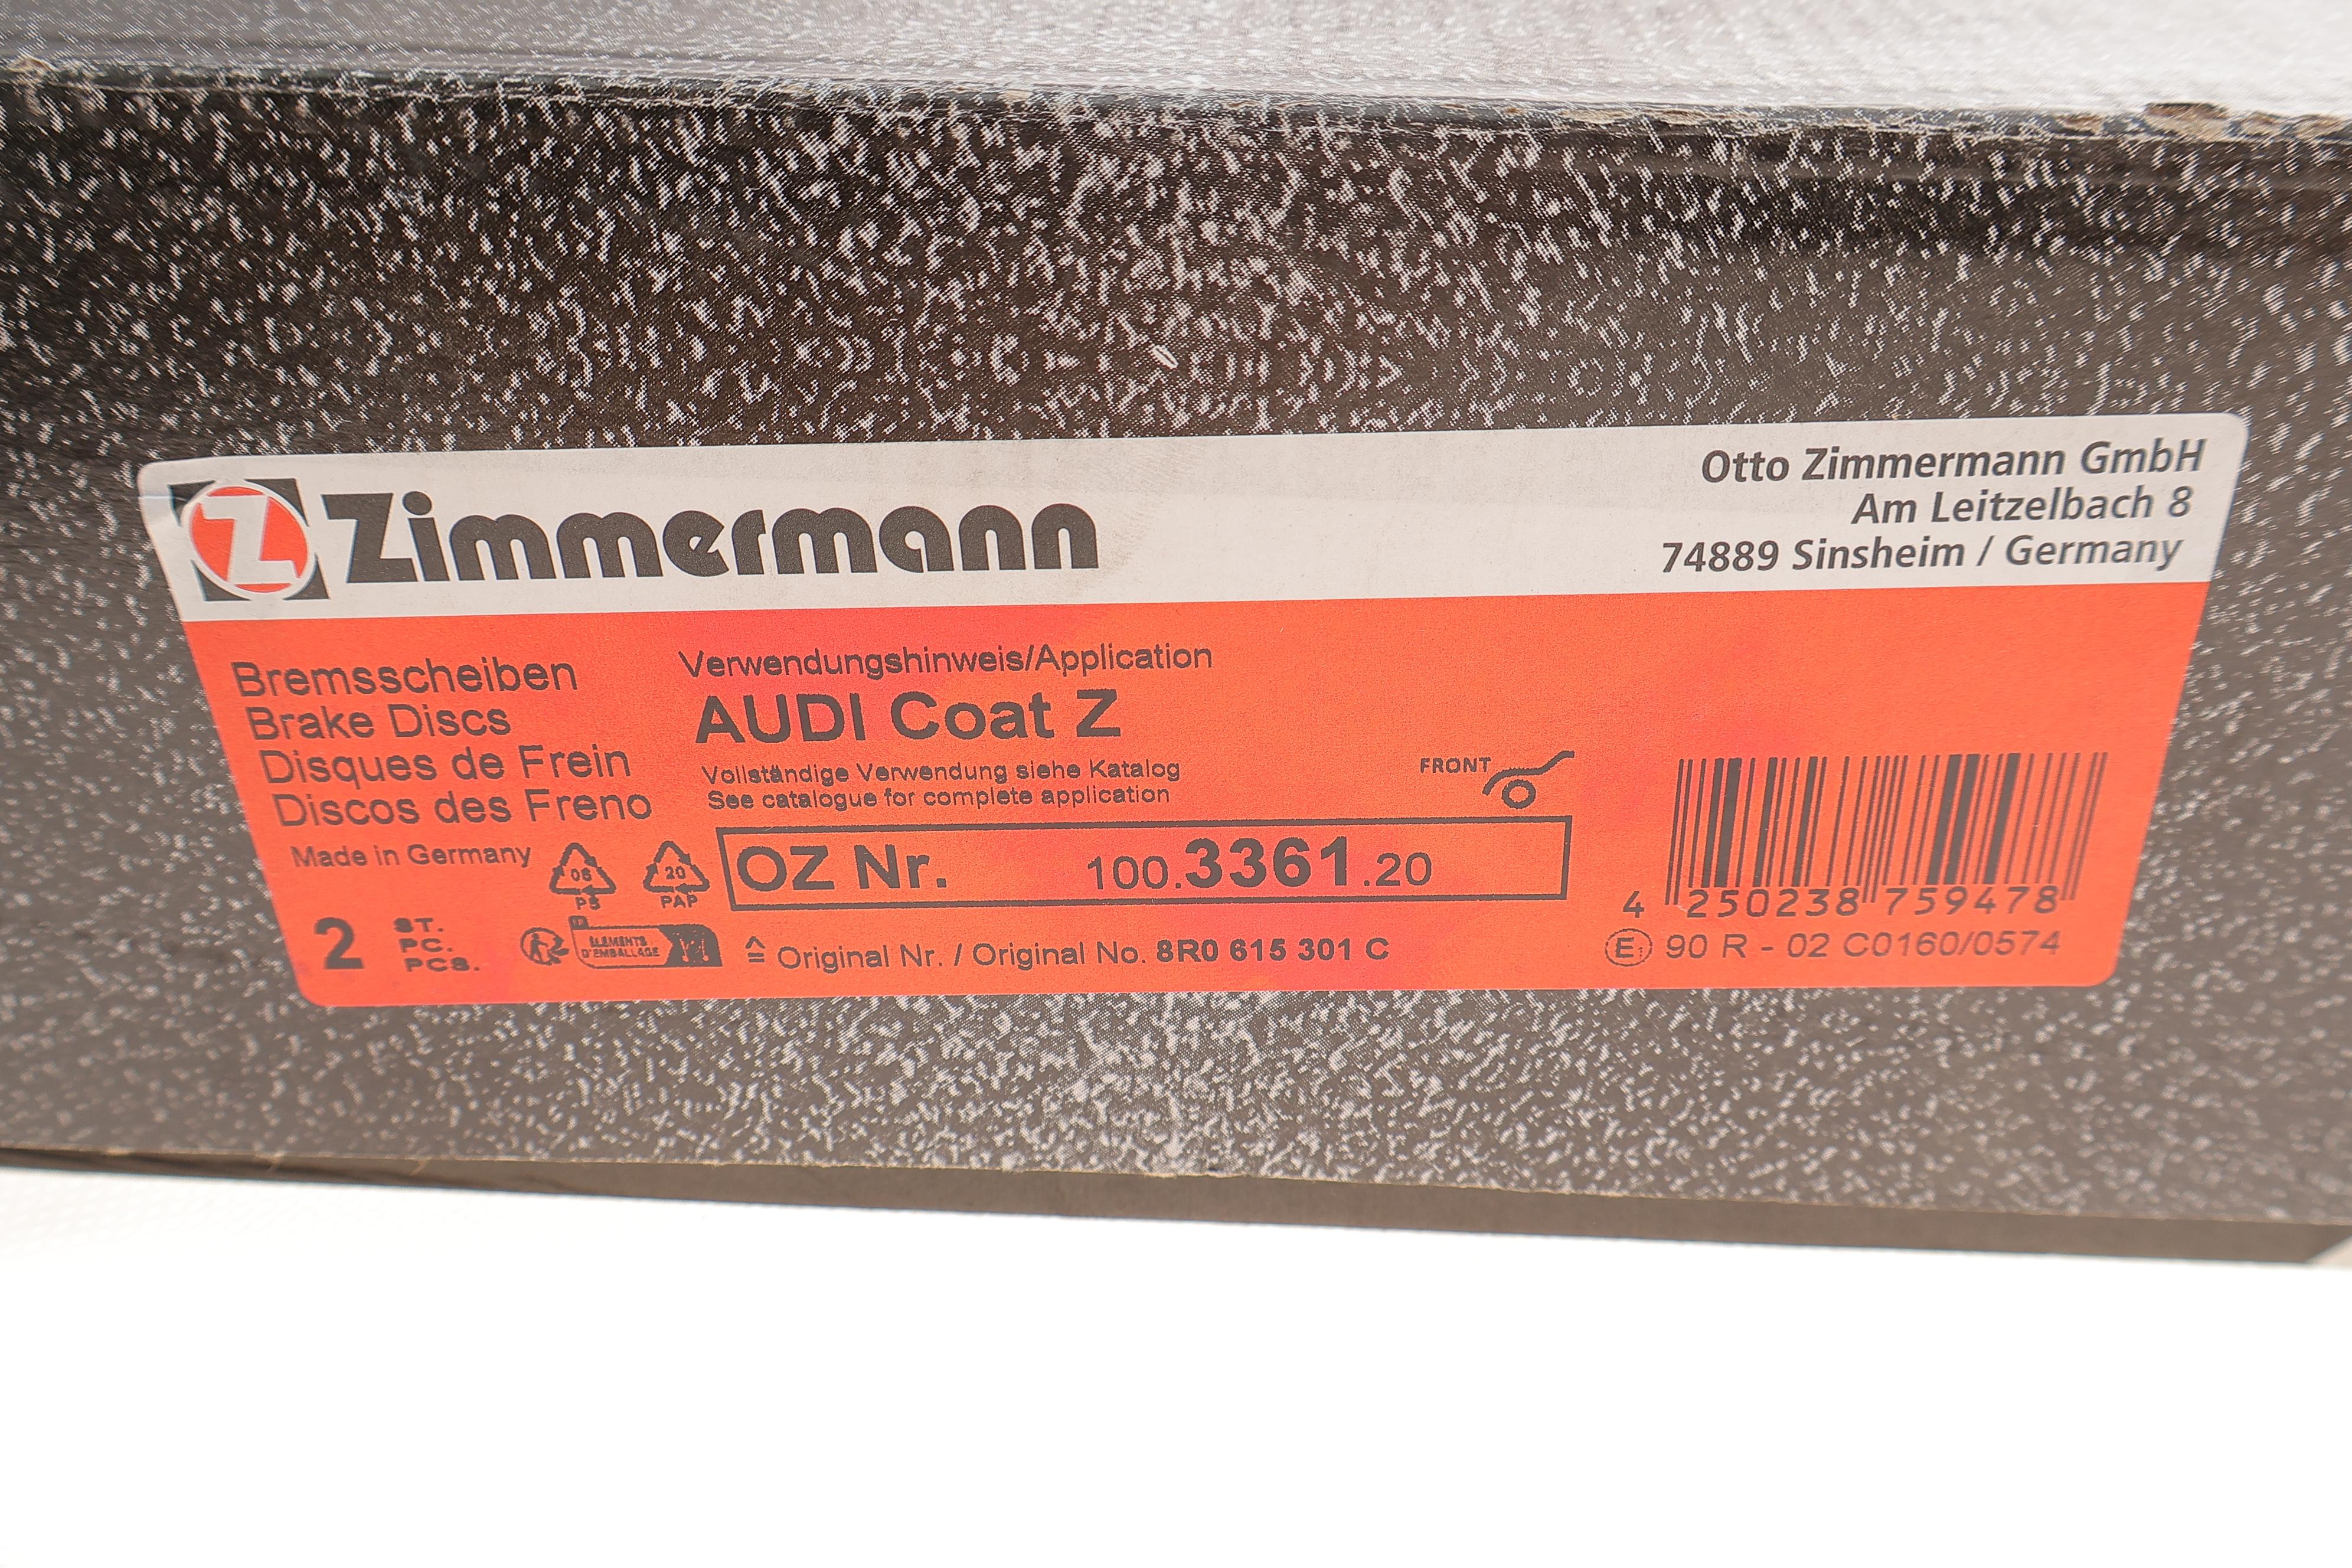 Z Zimmermann
Otto Zimmermann GmbH
Am Leitzelbach 8
74889 Sinsheim / Germany
Bremsscheiben
Brake Discs
Disques de Frein
Discos des Freno
Made in Germany
2 ST.
PC.
PCS.
06
PS
20
PAP
ÉLÉMENTS
D'EMBALLAGE
Verwendungshinweis/Application
AUDI Coat Z
Vollständige Verwendung siehe Katalog
See catalogue for complete application
FRONT
OZ Nr. 100.3361.20
≙ Original Nr. / Original No. 8R0 615 301 C
4 250238 759478
E1 90 R - 02 C0160/0574